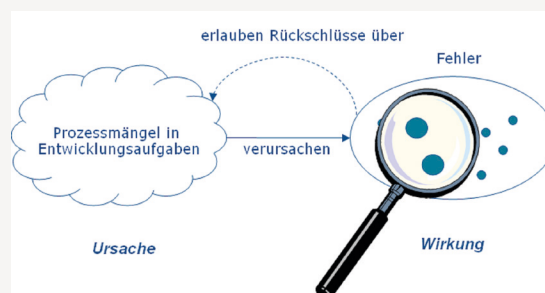 erlauben Rückschlüsse über
Fehler
Prozessmängel in
Entwicklungsaufgaben
verursachen
Ursache
Wirkung